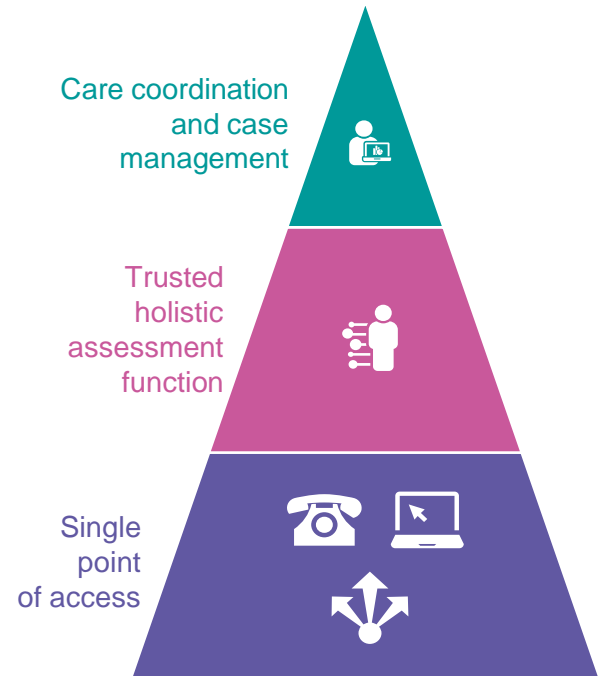 Care coordination
and case
management
Trusted
holistic
assessment
function
Single
point
of access